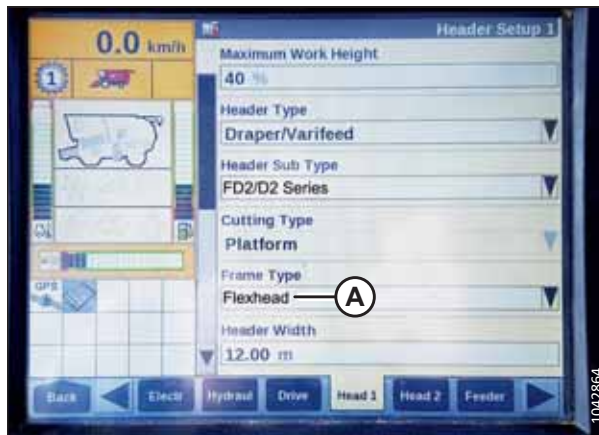 0.0 km/h
Header Setup 1
1
Maximum Work Height
40 %
Header Type
Draper/Varifeed
Header Sub Type
FD2/D2 Series
Cutting Type
Platform
Frame Type
Flexhead
A
GPS
Header Width
12.00 m
Back
Electr
Hydraul
Drive
Head 1
Head 2
Feeder
1042864